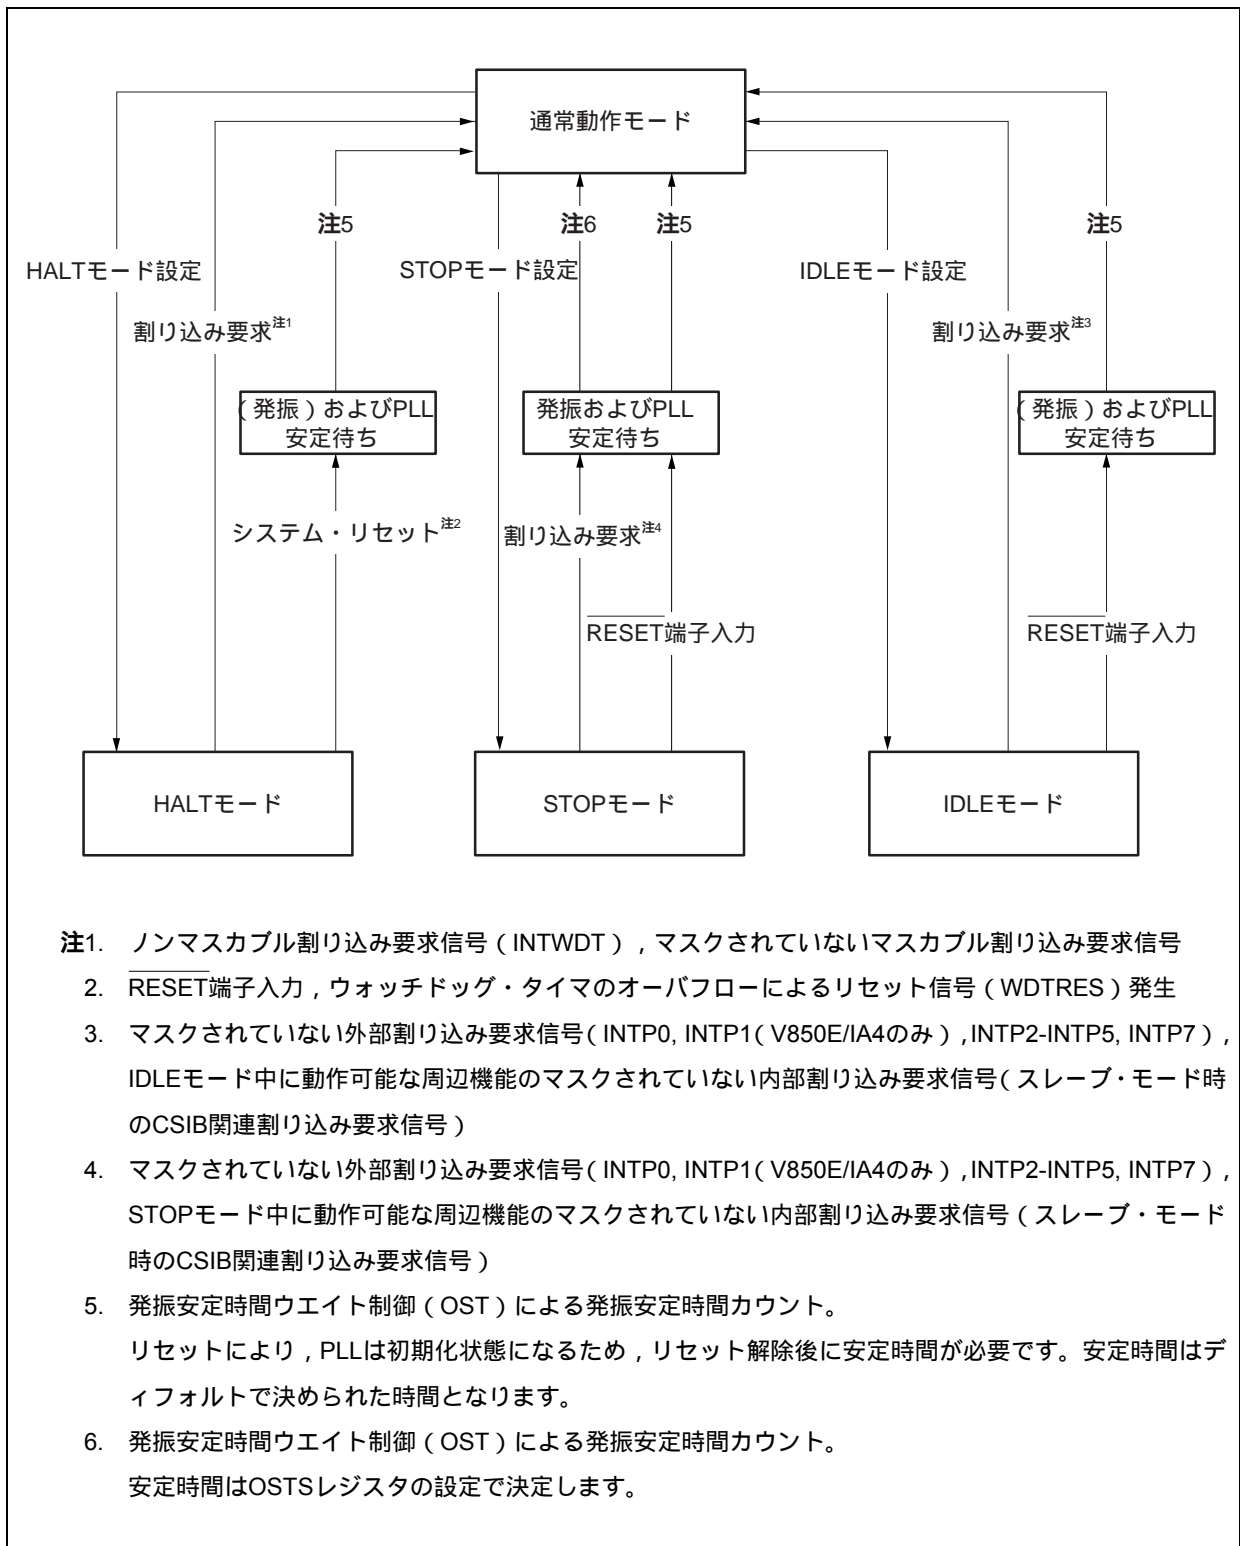 通常動作モード
注5
注6
注5
注5
HALTモード設定
STOPモード設定
IDLEモード設定
割り込み要求注1
割り込み要求注3
(発振)およびPLL
安定待ち
発振およびPLL
安定待ち
(発振)およびPLL
安定待ち
システム・リセット注2
割り込み要求注4
RESET端子入力
RESET端子入力
HALTモード
STOPモード
IDLEモード
注1. ノンマスカブル割り込み要求信号(INTWDT),マスクされていないマスカブル割り込み要求信号
2. RESET端子入力,ウォッチドッグ・タイマのオーバフローによるリセット信号(WDTRES)発生
3. マスクされていない外部割り込み要求信号(INTP0, INTP1(V850E/IA4のみ),INTP2-INTP5, INTP7),
IDLEモード中に動作可能な周辺機能のマスクされていない内部割り込み要求信号(スレーブ・モード時
のCSIB関連割り込み要求信号)
4. マスクされていない外部割り込み要求信号(INTP0, INTP1(V850E/IA4のみ),INTP2-INTP5, INTP7),
STOPモード中に動作可能な周辺機能のマスクされていない内部割り込み要求信号(スレーブ・モード
時のCSIB関連割り込み要求信号)
5. 発振安定時間ウエイト制御(OST)による発振安定時間カウント。
リセットにより,PLLは初期化状態になるため,リセット解除後に安定時間が必要です。安定時間はデ
ィフォルトで決められた時間となります。
6. 発振安定時間ウエイト制御(OST)による発振安定時間カウント。
安定時間はOSTSレジスタの設定で決定します。